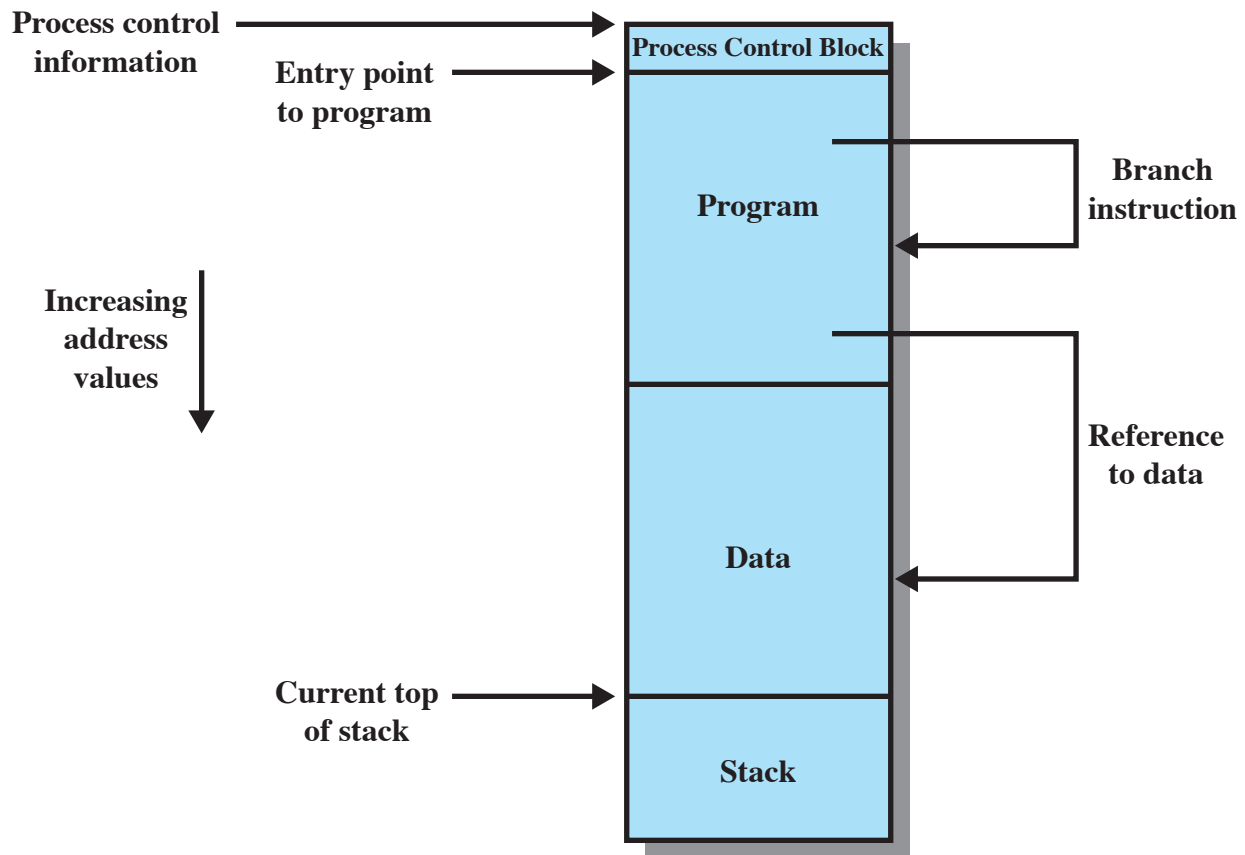 Process control
information
Process Control Block
Entry point
to program
Branch
instruction
Program
Increasing
address
values
Reference
to data
Data
Current top
of stack
Stack